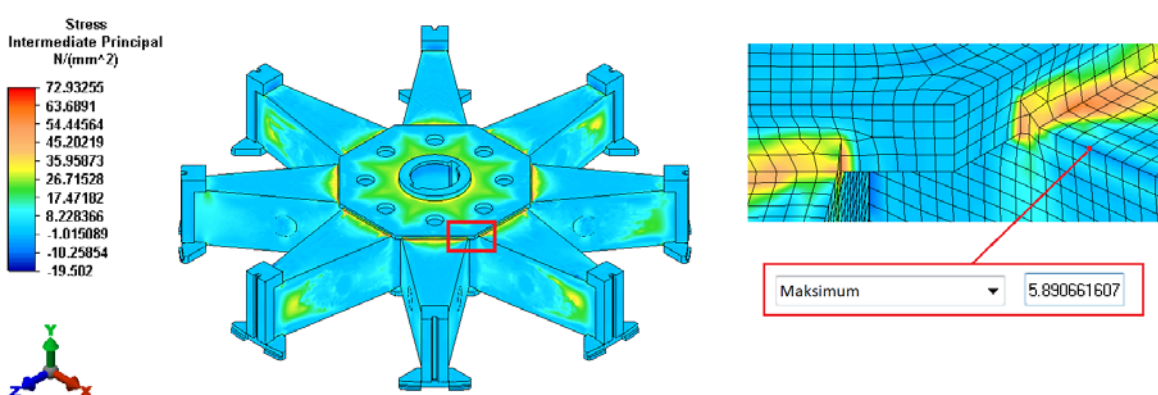 Stress
Intermediate Principal
N/(mm^2)
72.93255
63.6891
54.44564
45.20219
35.95873
26.71528
17.47182
8.228366
-1.015089
-10.25854
-19.502
Y
Z
X
Maksimum
5.890661607